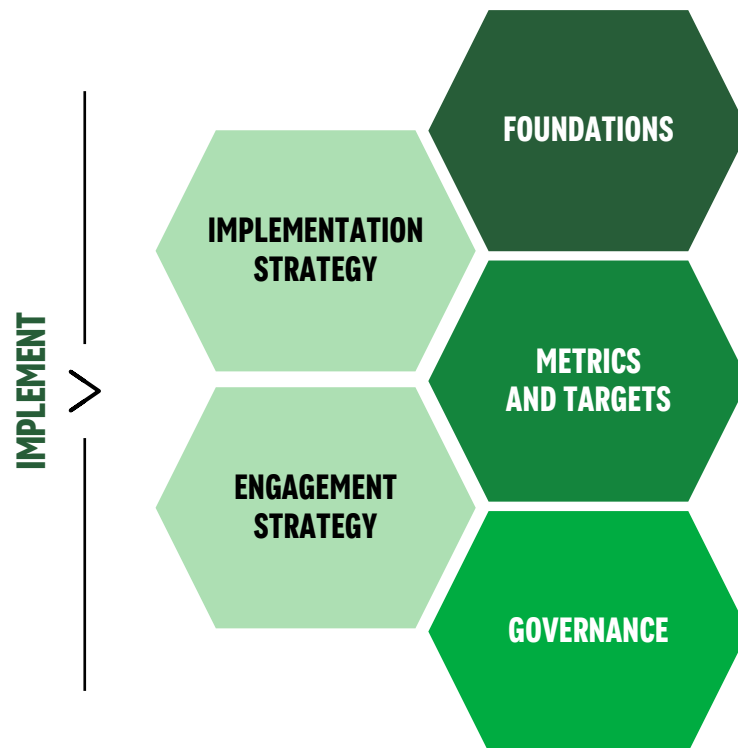 FOUNDATIONS
IMPLEMENTATION
STRATEGY
IMPLEMENT
METRICS
AND TARGETS
ENGAGEMENT
STRATEGY
GOVERNANCE